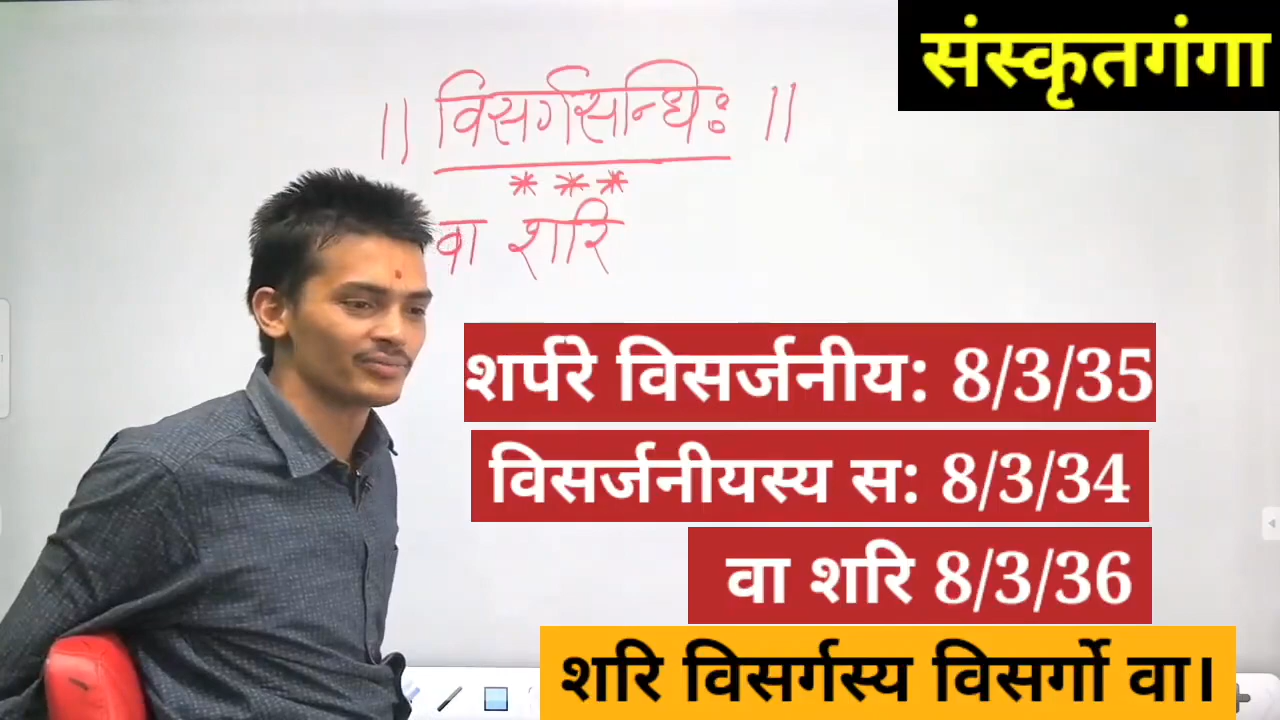 संस्कृतगंगा
|| विसर्गसन्धिः ||
* * *
वा शरि
शर्परे विसर्जनीय: 8/3/35
विसर्जनीयस्य स: 8/3/34
वा शरि 8/3/36
शरि विसर्गस्य विसर्गो वा।